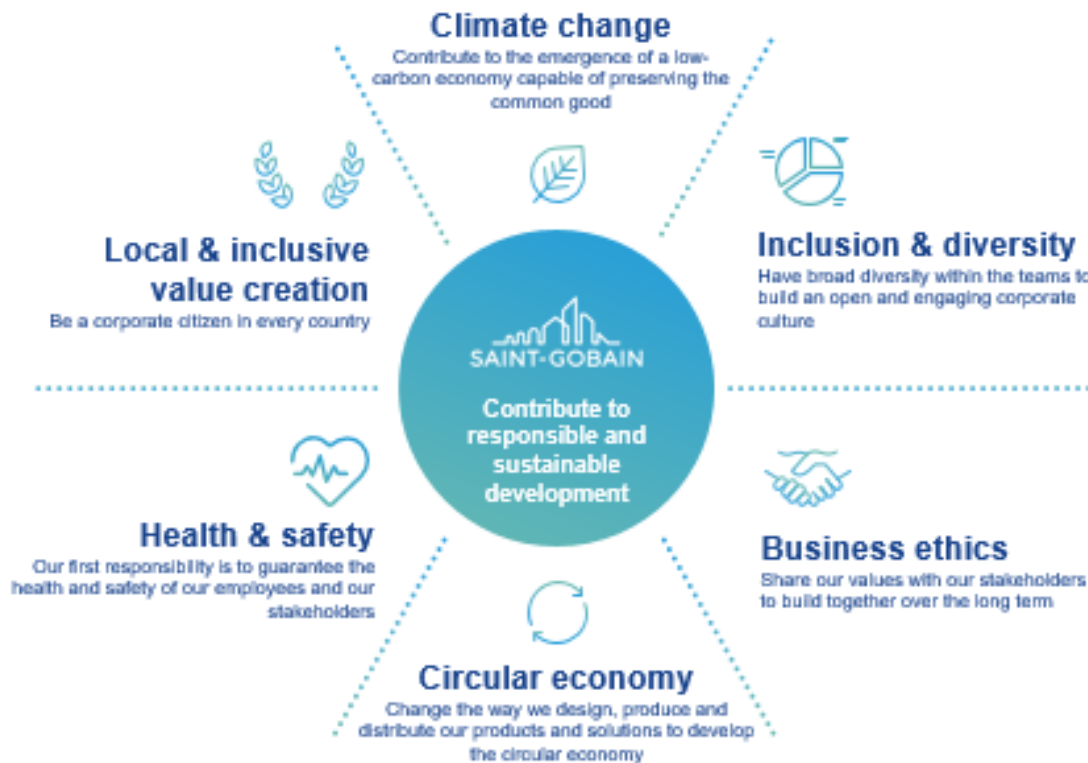 Climate change
Contribute to the emergence of a low-
carbon economy capable of preserving the
common good
Local & inclusive
value creation
Be a corporate citizen in every country
Inclusion & diversity
Have broad diversity within the teams to
build an open and engaging corporate
culture
SAINT-GOBAIN
Contribute to
responsible and
sustainable
development
Health & safety
Our first responsibility is to guarantee the
health and safety of our employees and our
stakeholders
Business ethics
Share our values with our stakeholders
to build together over the long term
Circular economy
Change the way we design, produce and
distribute our products and solutions to develop
the circular economy